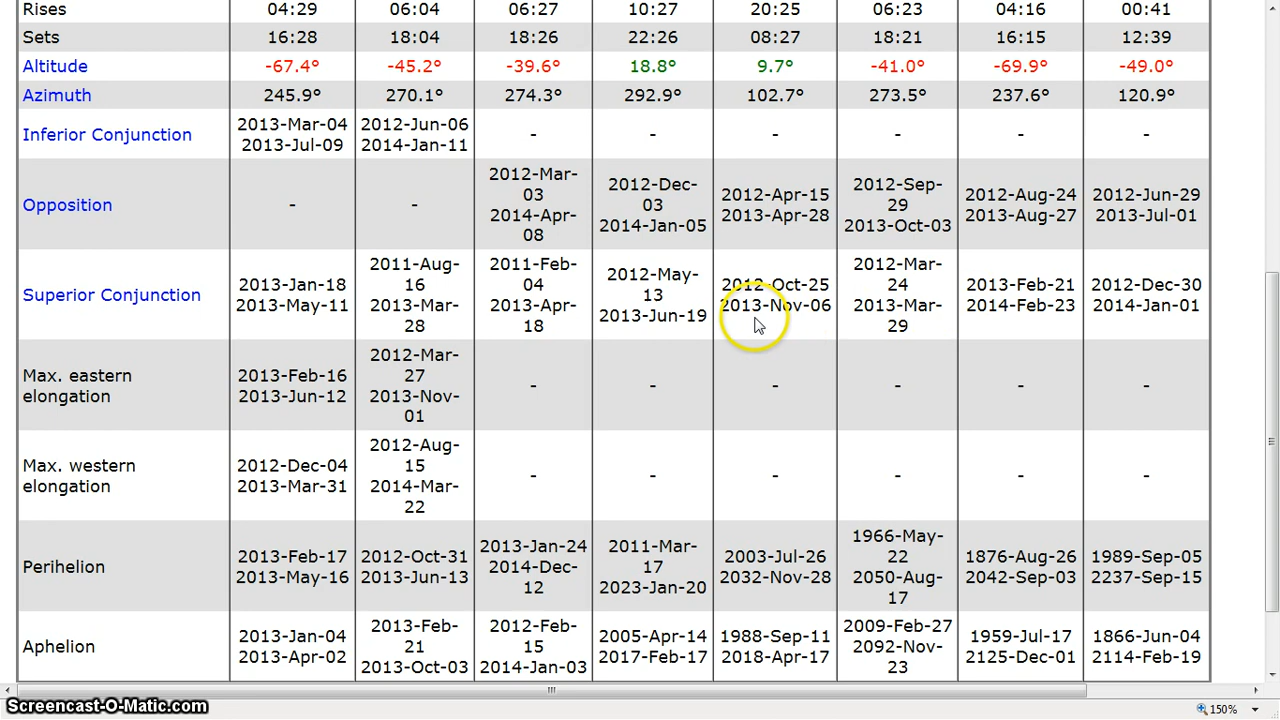 Rises 04:29 06:04 06:27 10:27 20:25 06:23 04:16 00:41
Sets 16:28 18:04 18:26 22:26 08:27 18:21 16:15 12:39
Altitude -67.4° -45.2° -39.6° 18.8° 9.7° -41.0° -69.9° -49.0°
Azimuth 245.9° 270.1° 274.3° 292.9° 102.7° 273.5° 237.6° 120.9°
Inferior Conjunction
2013-Mar-04
2013-Jul-09
2012-Jun-06
2014-Jan-11
- - - - - -
Opposition
- -
2012-Mar-
03
2014-Apr-
08
2012-Dec-
03
2014-Jan-05
2012-Apr-15
2013-Apr-28
2012-Sep-
29
2013-Oct-03
2012-Aug-24
2013-Aug-27
2012-Jun-29
2013-Jul-01
Superior Conjunction
2013-Jan-18
2013-May-11
2011-Aug-
16
2013-Mar-
28
2011-Feb-
04
2013-Apr-
18
2012-May-
13
2013-Jun-19
2012-Oct-25
2013-Nov-06
2012-Mar-
24
2013-Mar-
29
2013-Feb-21
2014-Feb-23
2012-Dec-30
2014-Jan-01
Max. eastern
elongation
2013-Feb-16
2013-Jun-12
2012-Mar-
27
2013-Nov-
01
- - - - - -
Max. western
elongation
2012-Dec-04
2013-Mar-31
2012-Aug-
15
2014-Mar-
22
- - - - - -
Perihelion
2013-Feb-17
2013-May-16
2012-Oct-31
2013-Jun-13
2013-Jan-24
2014-Dec-
12
2011-Mar-
17
2023-Jan-20
2003-Jul-26
2032-Nov-28
1966-May-
22
2050-Aug-
17
1876-Aug-26
2042-Sep-03
1989-Sep-05
2237-Sep-15
Aphelion
2013-Jan-04
2013-Apr-02
2013-Feb-
21
2013-Oct-03
2012-Feb-
15
2014-Jan-03
2005-Apr-14
2017-Feb-17
1988-Sep-11
2018-Apr-17
2009-Feb-27
2092-Nov-
23
1959-Jul-17
2125-Dec-01
1866-Jun-04
2114-Feb-19
Screencast-O-Matic.com
150%